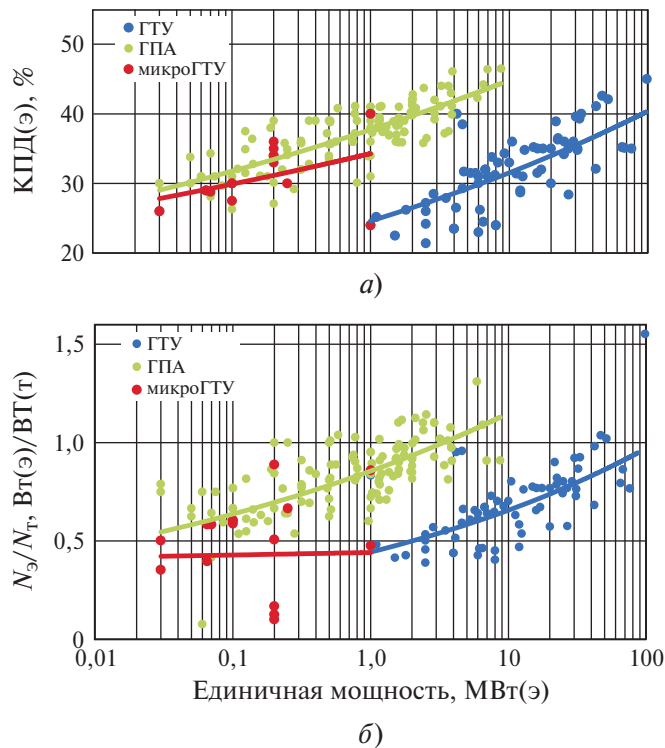 КПД(э), %
50
40
30
20
ГТУ
ГПА
микроГТУ
а)
Nэ/Nт, Вт(э)/ВТ(т)
1,5
1,0
0,5
0
ГТУ
ГПА
микроГТУ
0,01 0,1 1,0 10 100
Единичная мощность, МВт(э)
б)